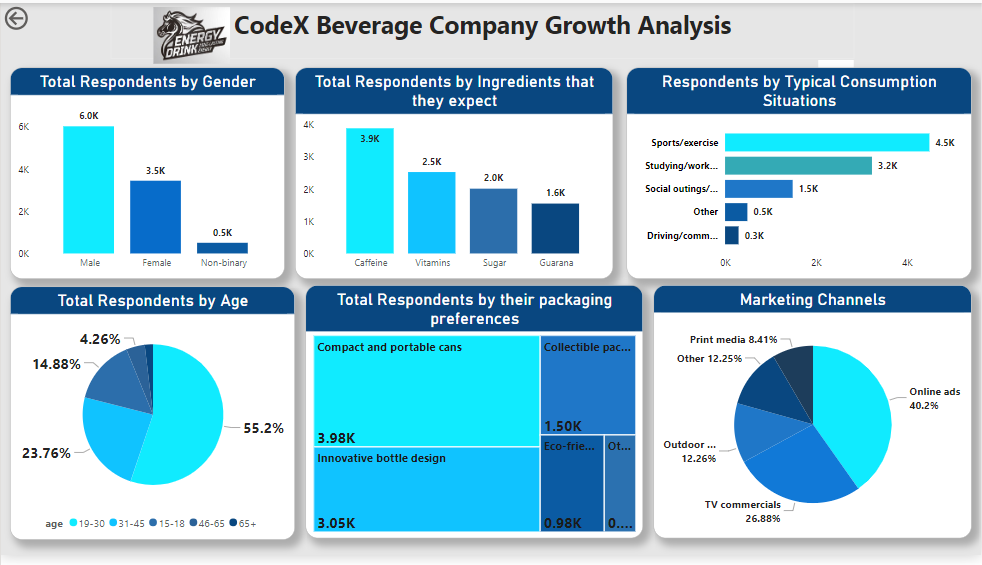 ENERGY
DRINK
CodeX Beverage Company Growth Analysis
Total Respondents by Gender
6K
4K
2K
0K
6.0K
3.5K
0.5K
Male
Female
Non-binary
Total Respondents by Ingredients that
they expect
4K
3K
2K
1K
0K
3.9K
2.5K
2.0K
1.6K
Caffeine
Vitamins
Sugar
Guarana
Respondents by Typical Consumption
Situations
Sports/exercise
4.5K
Studying/work...
3.2K
Social outings/...
1.5K
Other
0.5K
Driving/comm...
0.3K
0K
2K
4K
Total Respondents by Age
4.26%
14.88%
23.76%
55.2%
age 19-30 31-45 15-18 46-65 65+
Total Respondents by their packaging
preferences
Compact and portable cans
3.98K
Innovative bottle design
3.05K
Collectible pac...
1.50K
Eco-frie...
0.98K
Ot...
0....
Marketing Channels
Print media 8.41%
Other 12.25%
Outdoor ...
12.26%
TV commercials
26.88%
Online ads
40.2%